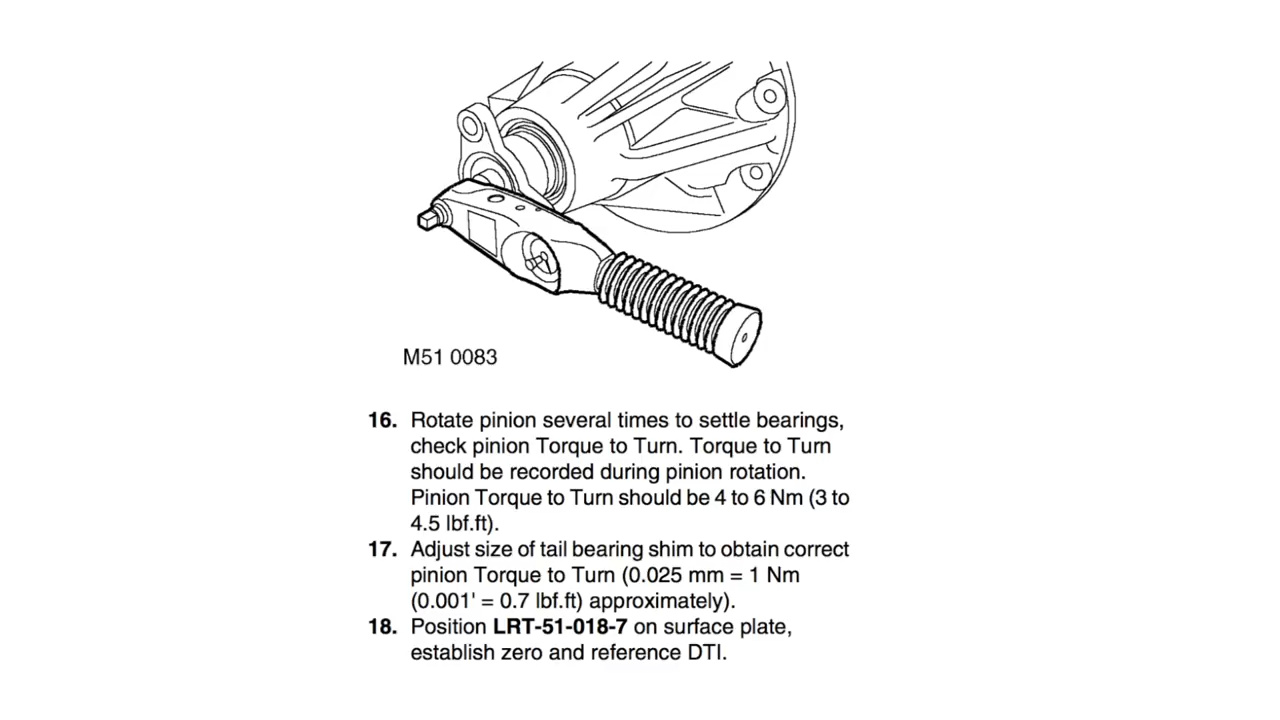 M51 0083
16. Rotate pinion several times to settle bearings,
check pinion Torque to Turn. Torque to Turn
should be recorded during pinion rotation.
Pinion Torque to Turn should be 4 to 6 Nm (3 to
4.5 lbf.ft).
17. Adjust size of tail bearing shim to obtain correct
pinion Torque to Turn (0.025 mm = 1 Nm
(0.001' = 0.7 lbf.ft) approximately).
18. Position LRT-51-018-7 on surface plate,
establish zero and reference DTI.